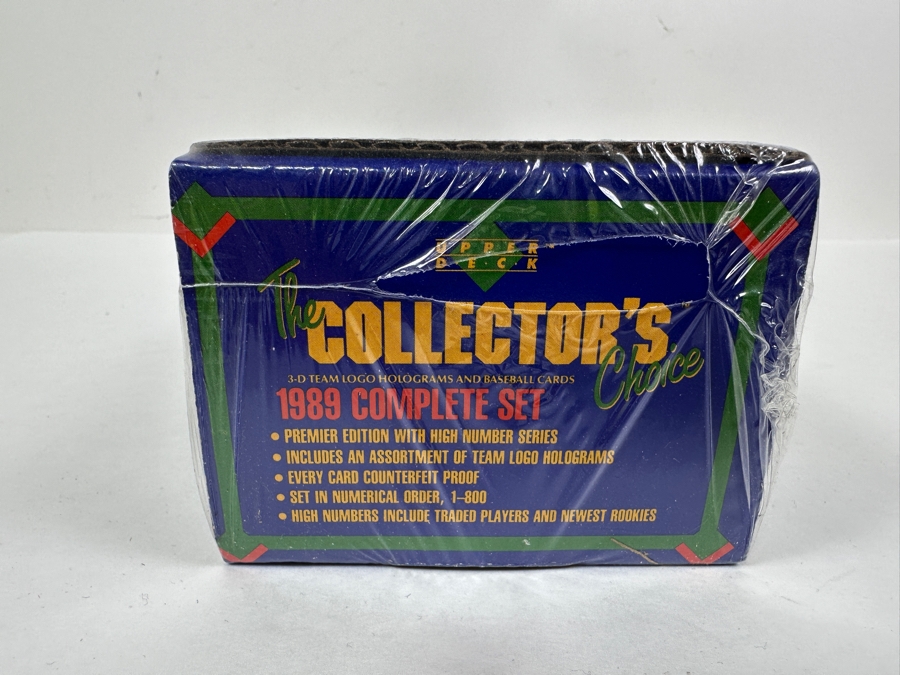 UPPER
DECK
The
COLLECTOR'S
Choice
3-D TEAM LOGO HOLOGRAMS AND BASEBALL CARDS
1989 COMPLETE SET
• PREMIER EDITION WITH HIGH NUMBER SERIES
• INCLUDES AN ASSORTMENT OF TEAM LOGO HOLOGRAMS
• EVERY CARD COUNTERFEIT PROOF
• SET IN NUMERICAL ORDER, 1–800
• HIGH NUMBERS INCLUDE TRADED PLAYERS AND NEWEST ROOKIES